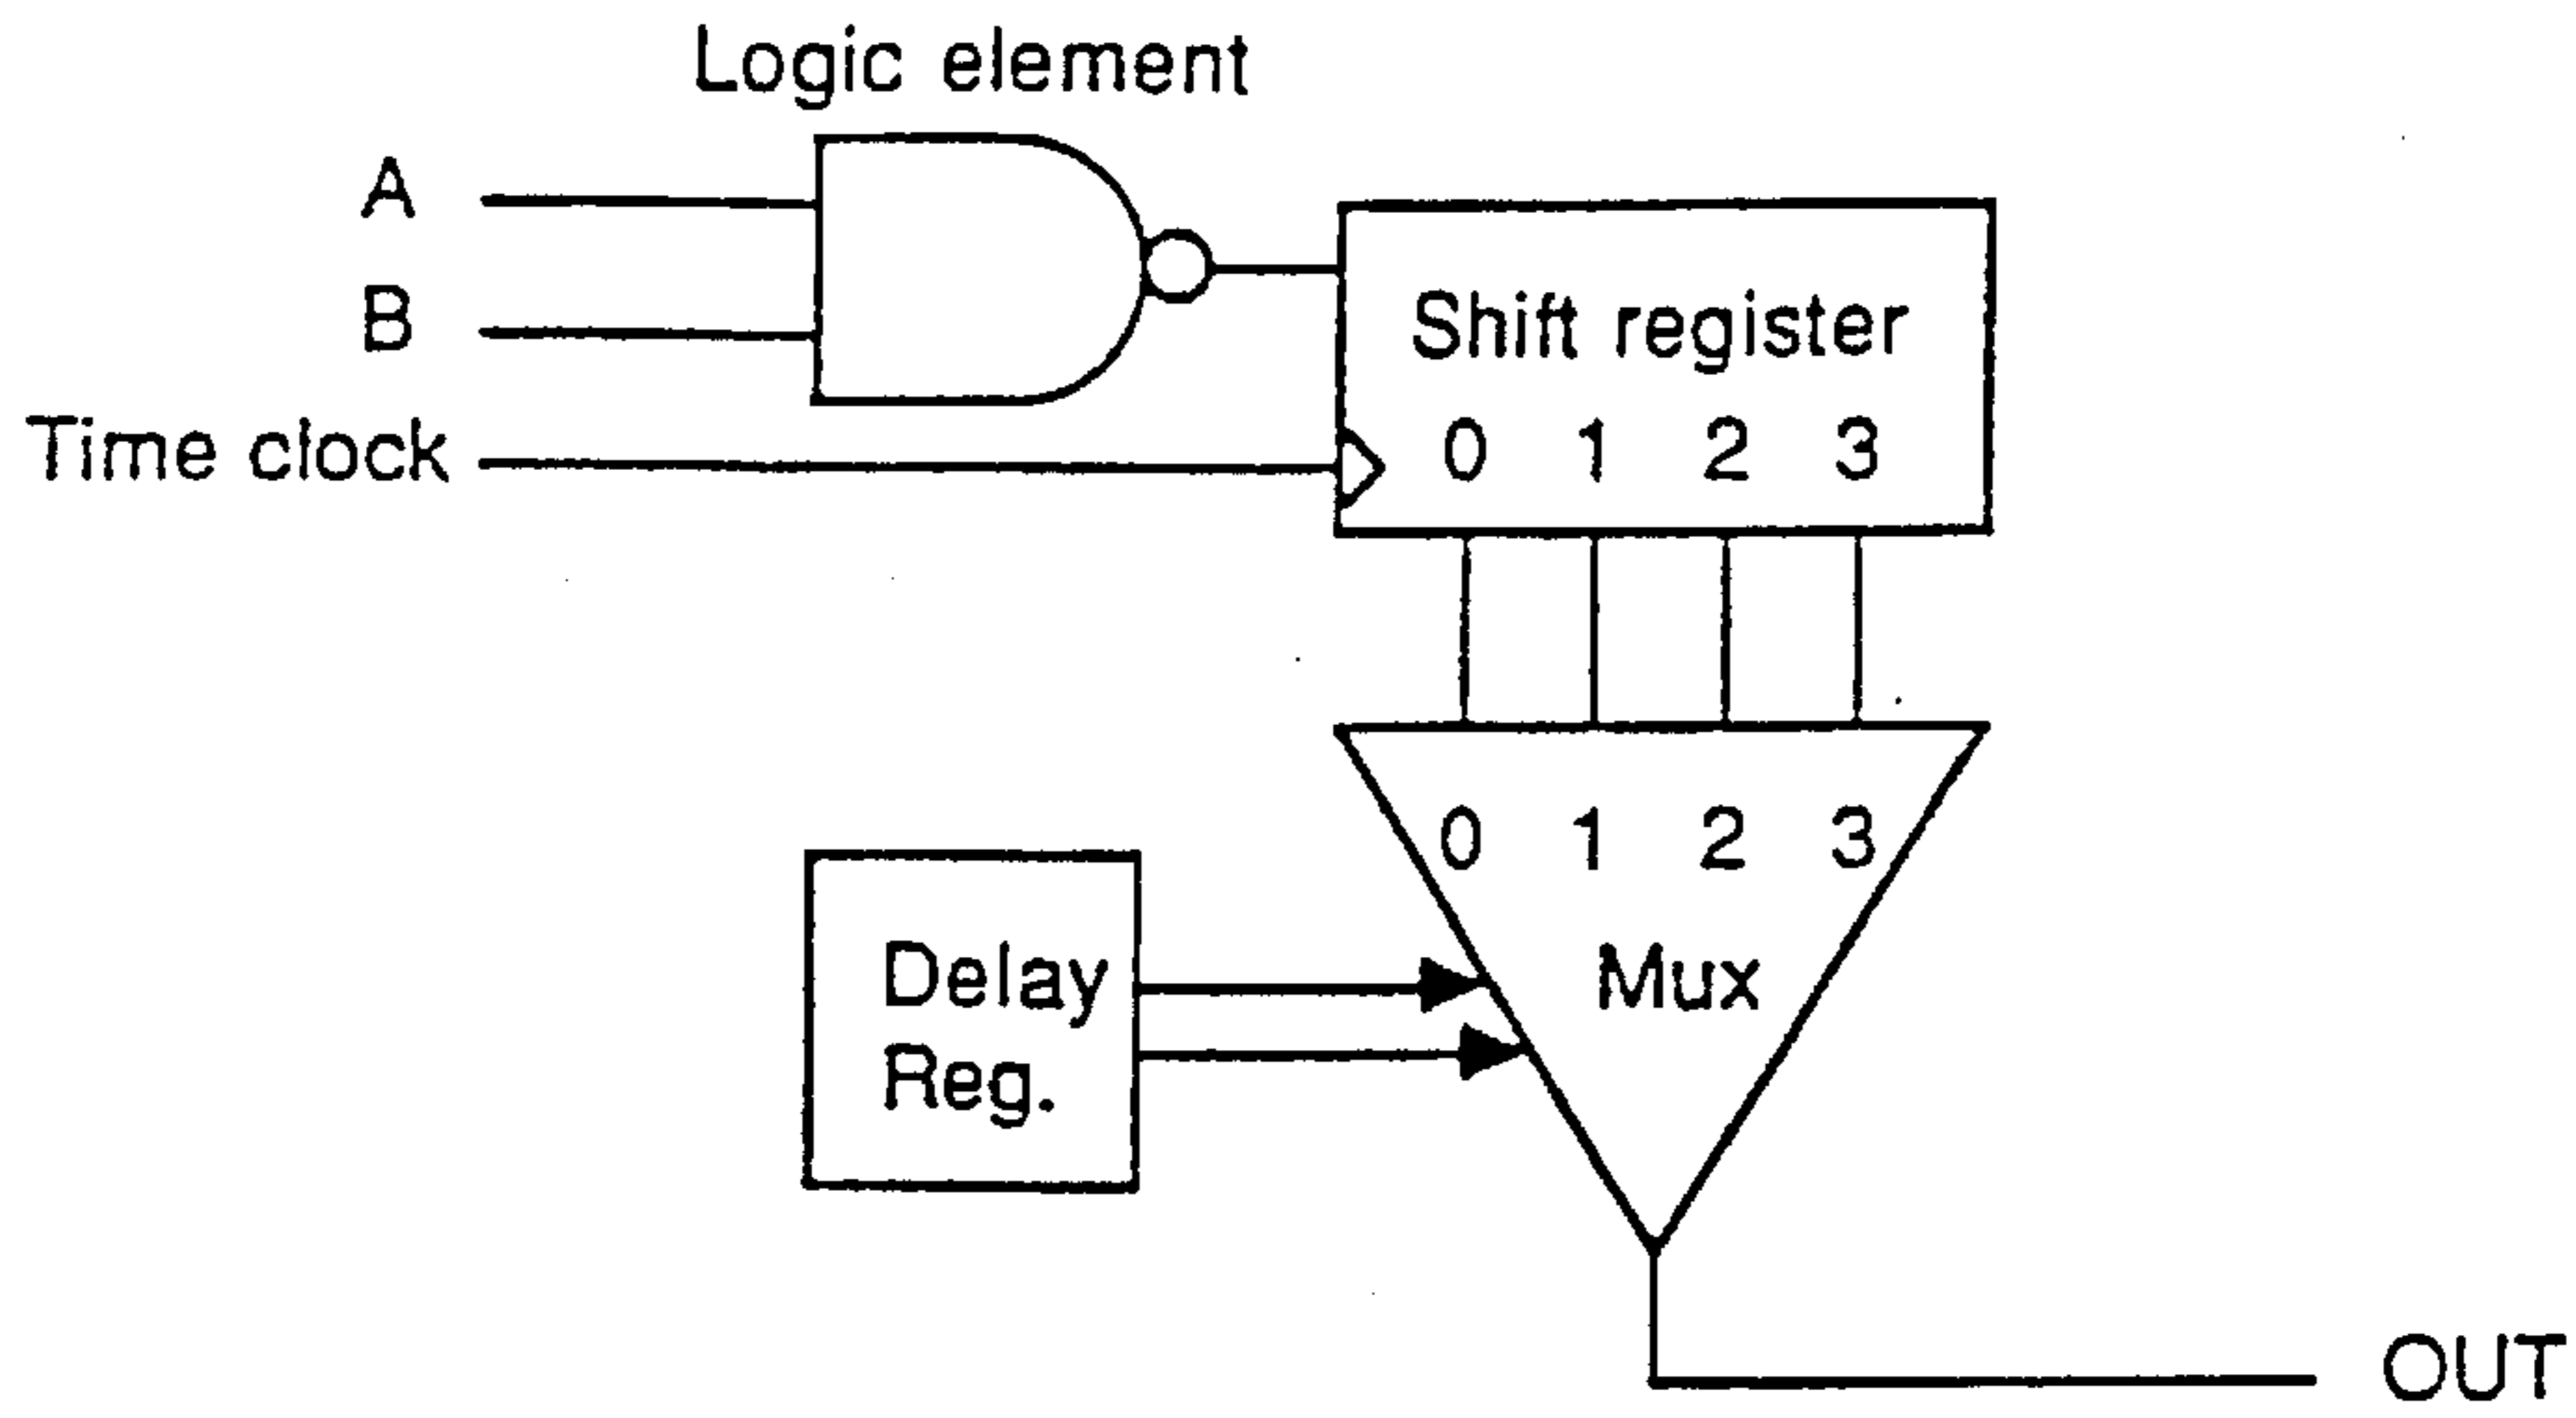 Logic element
A
B
Time clock
Shift register
0 1 2 3
0 1 2 3
Mux
Delay
Reg.
OUT